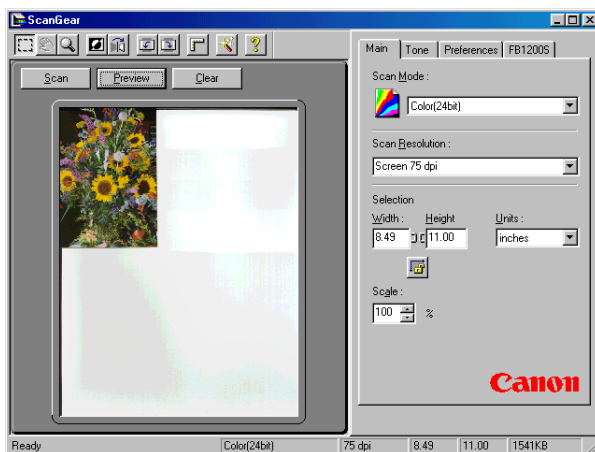 ScanGear
Scan Preview Clear
Main Tone Preferences FB1200S
Scan Mode :
Color(24bit)
Scan Resolution :
Screen 75 dpi
Selection
Width : Height Units :
8.49 11.00 inches
Scale :
100 %
Canon
Ready Color(24bit) 75 dpi 8.49 11.00 1541KB